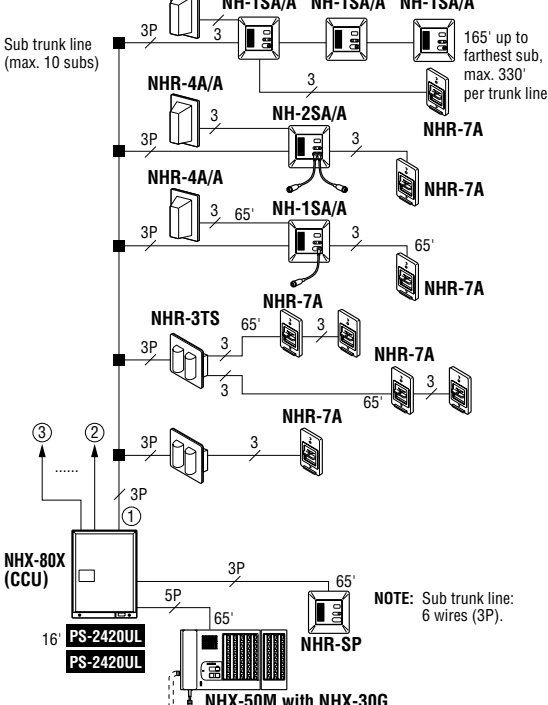 NH-1SA/A NH-1SA/A NH-1SA/A
3P
3
Sub trunk line
(max. 10 subs)
165' up to
farthest sub,
max. 330'
per trunk line
3
NHR-4A/A
NHR-7A
3
NH-2SA/A
3
3P
NHR-7A
NHR-4A/A
3
65'
NH-1SA/A
3P
3
65'
NHR-7A
NHR-7A
NHR-3TS
65'
3
3P
3
NHR-7A
3
65'
3
NHR-7A
3P
3
③
②
......
3P
①
NHX-80X
(CCU)
3P
65'
5P
NOTE: Sub trunk line:
6 wires (3P).
65'
16'
PS-2420UL
NHR-SP
PS-2420UL
NHX-50M with NHX-30G